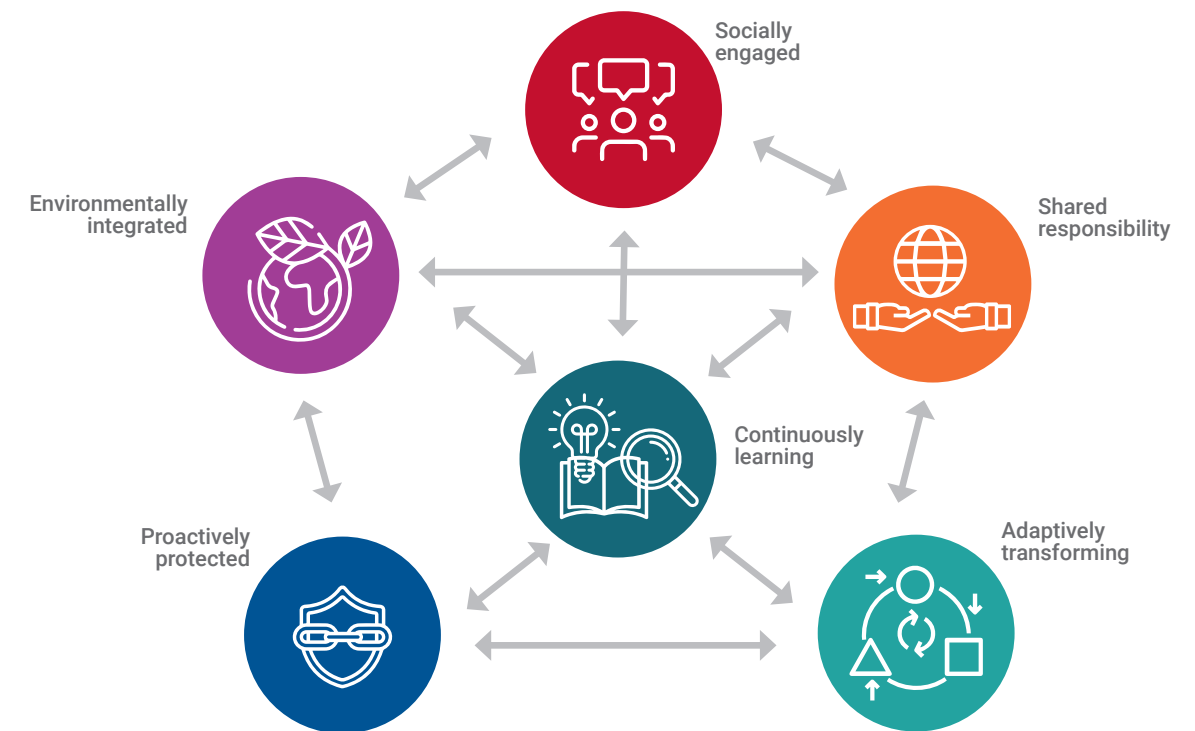 Socially
engaged
Environmentally
integrated
Shared
responsibility
Continuously
learning
Proactively
protected
Adaptively
transforming